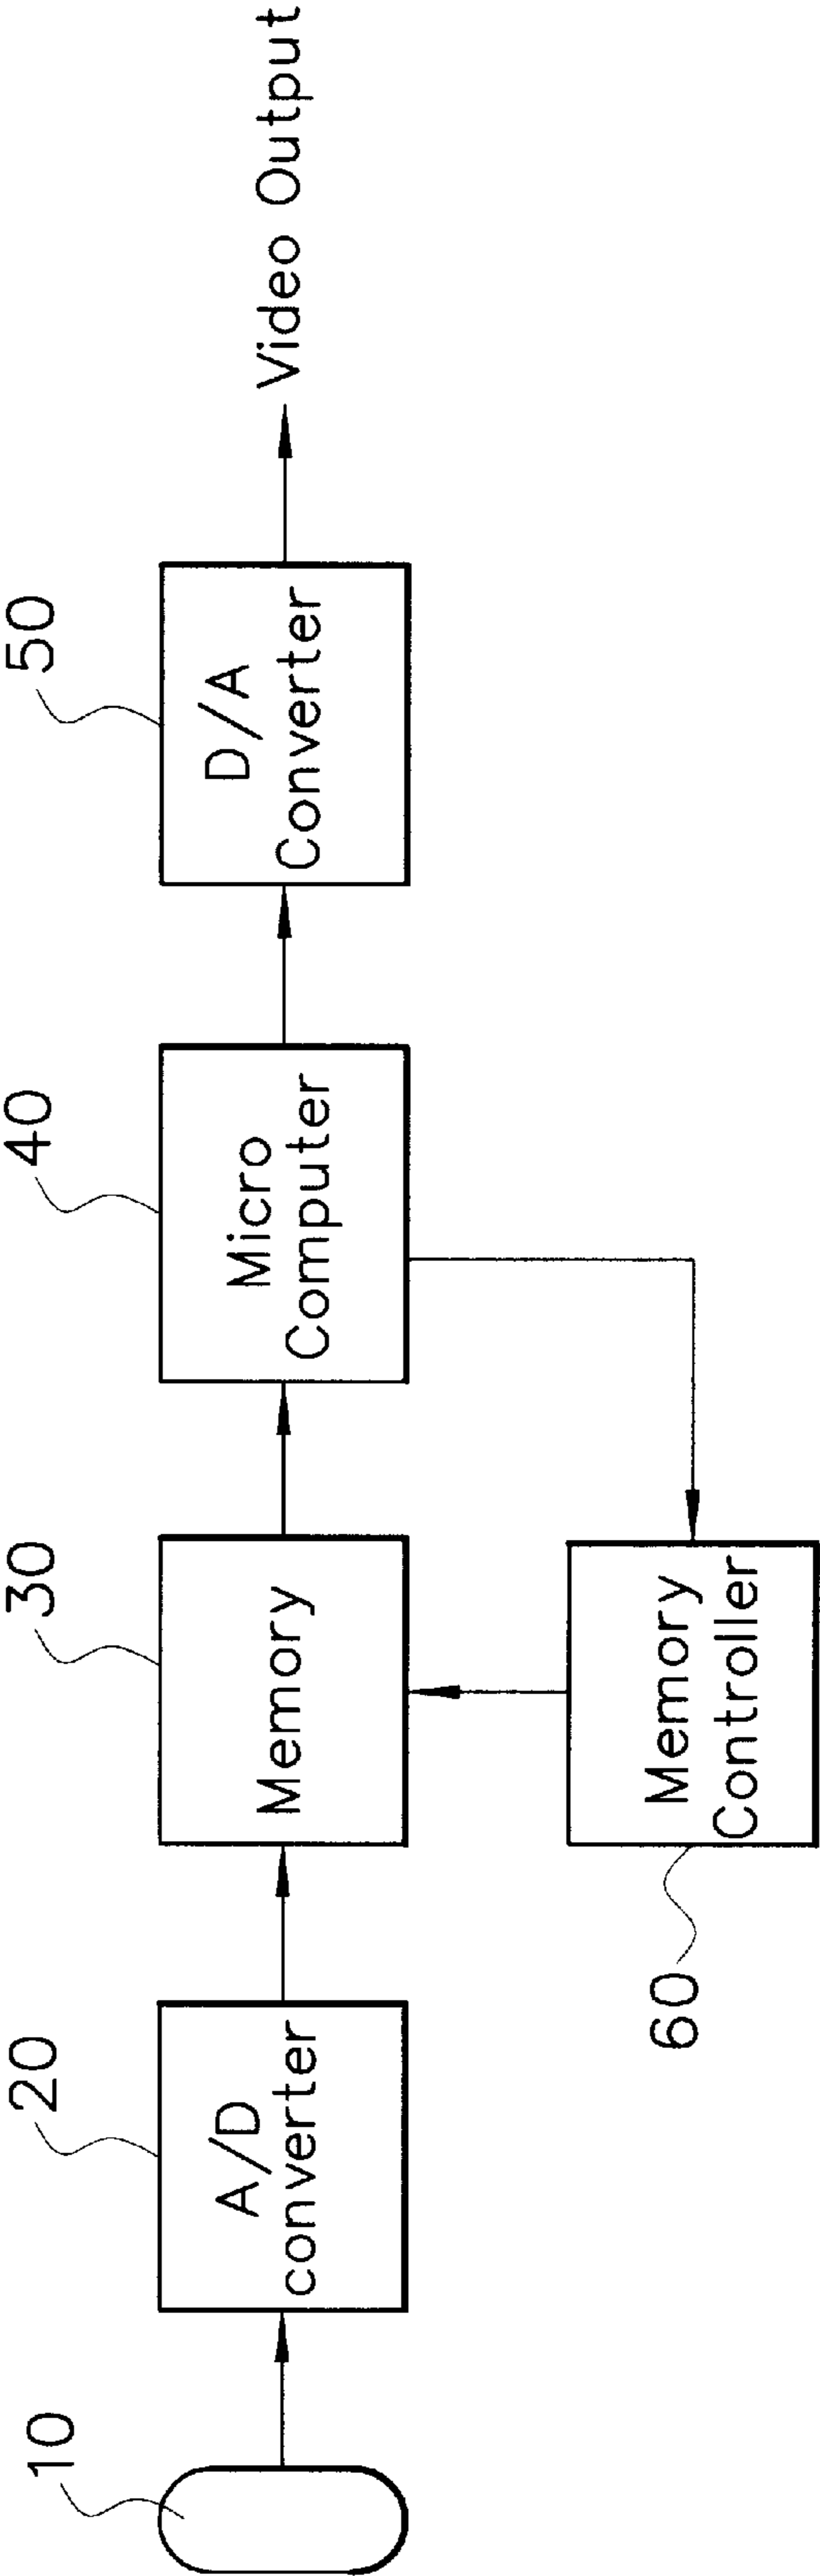 10
20
A/D
converter
30
Memory
40
Micro
Computer
50
D/A
Converter
Video Output
60
Memory
Controller